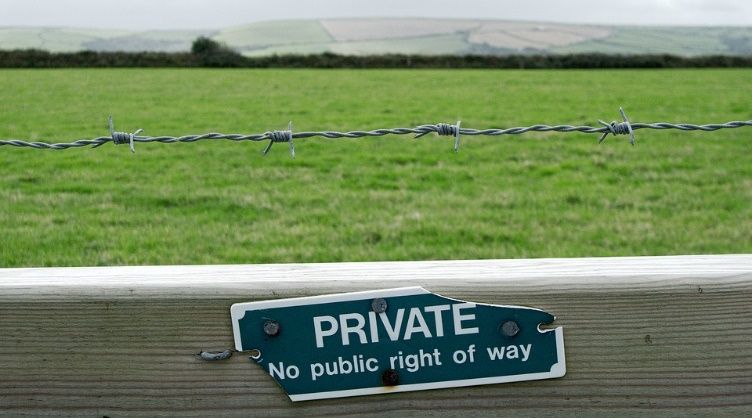 PRIVATE
No public right of way